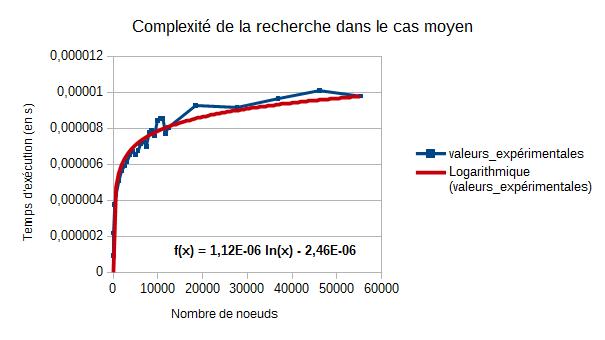 Complexité de la recherche dans le cas moyen
0,000012
0,00001
0,000008
0,000006
0,000004
0,000002
0
Temps d'exécution (en s)
f(x) = 1,12E-06 ln(x) - 2,46E-06
0 10000 20000 30000 40000 50000 60000
Nombre de noeuds
valeurs_expérimentales
Logarithmique
(valeurs_expérimentales)